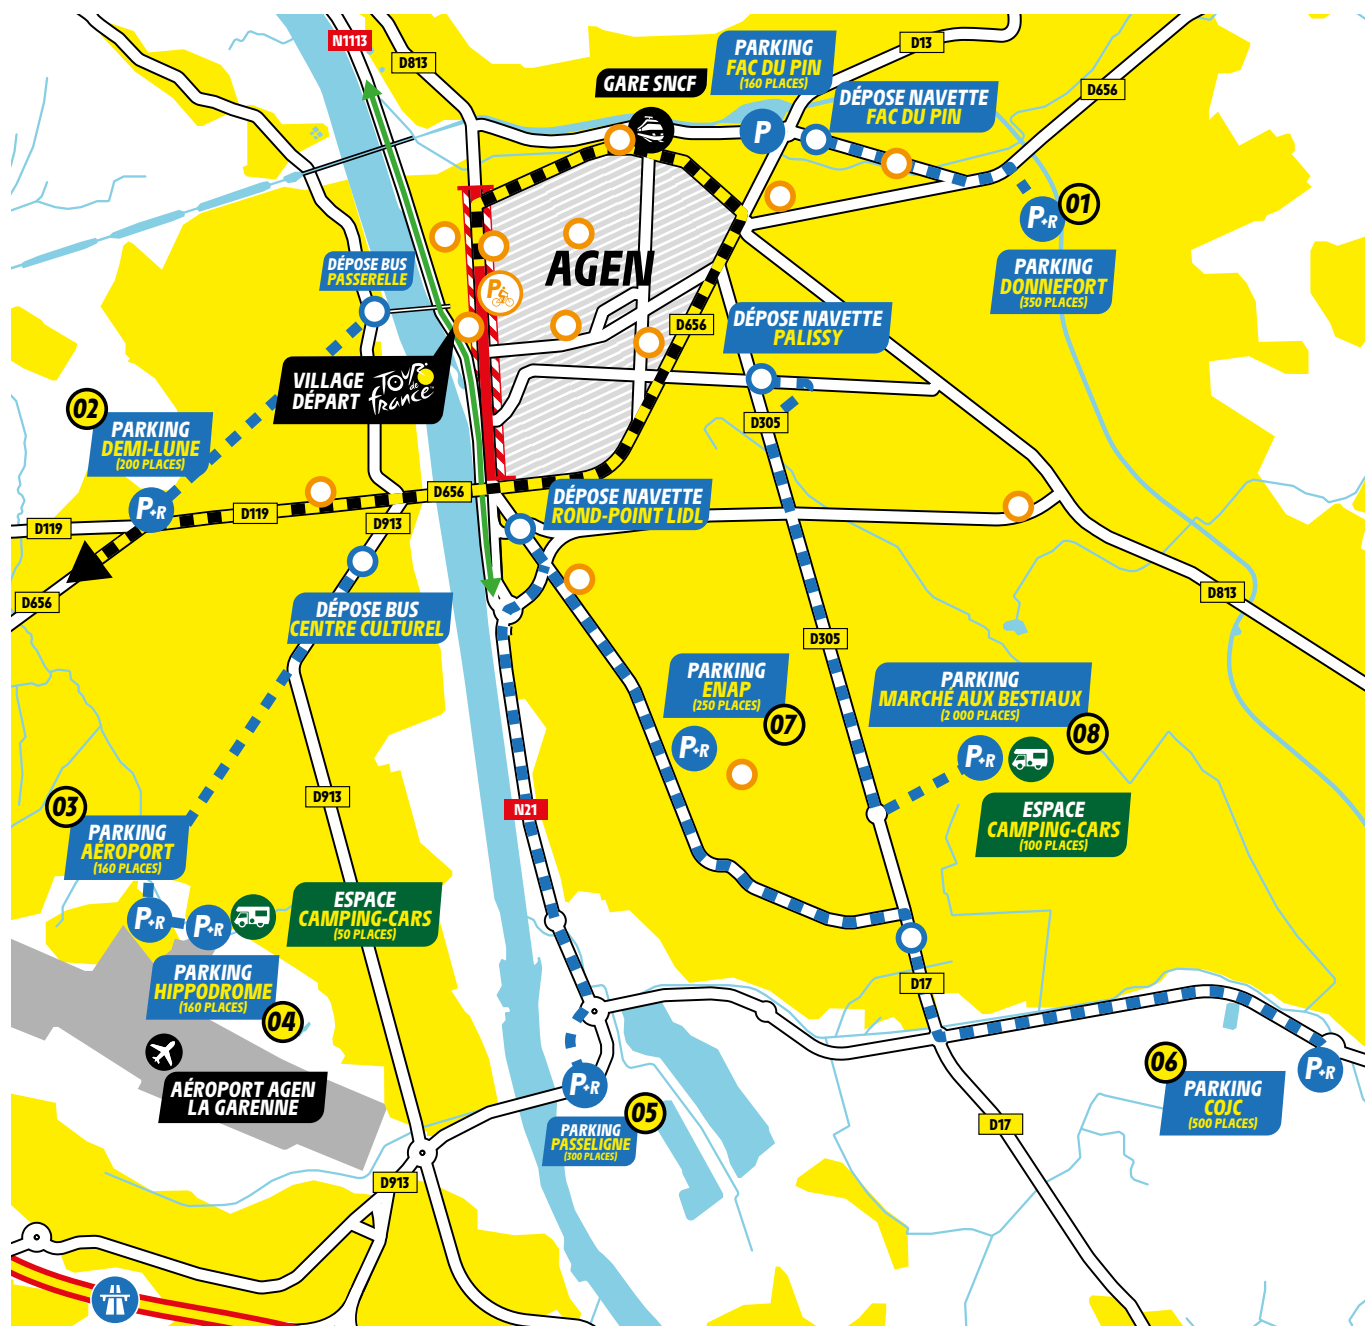 N1113
D813
D13
PARKING
FAC DU PIN
(160 PLACES)
GARE SNCF
P
DÉPOSE NAVETTE
FAC DU PIN
D656
P+R
01
PARKING
DONNEFORT
(350 PLACES)
DÉPOSE BUS
PASSERELLE
AGEN
P
D656
DÉPOSE NAVETTE
PALISSY
VILLAGE
DÉPART
TOUR de france
D305
02
PARKING
DEMI-LUNE
(200 PLACES)
P+R
D119
D119
D656
D913
DÉPOSE NAVETTE
ROND-POINT LIDL
D656
DÉPOSE BUS
CENTRE CULTUREL
D813
D305
PARKING
ENAP
(250 PLACES)
07
P+R
PARKING
MARCHÉ AUX BESTIAUX
(2 000 PLACES)
08
P+R
ESPACE
CAMPING-CARS
(100 PLACES)
D913
N21
03
PARKING
AÉROPORT
(160 PLACES)
P+R
P+R
ESPACE
CAMPING-CARS
(50 PLACES)
PARKING
HIPPODROME
(160 PLACES)
04
D17
AÉROPORT AGEN
LA GARENNE
P+R
05
PARKING
PASSELIGNE
(300 PLACES)
06
PARKING
COJC
(500 PLACES)
P+R
D17
D913